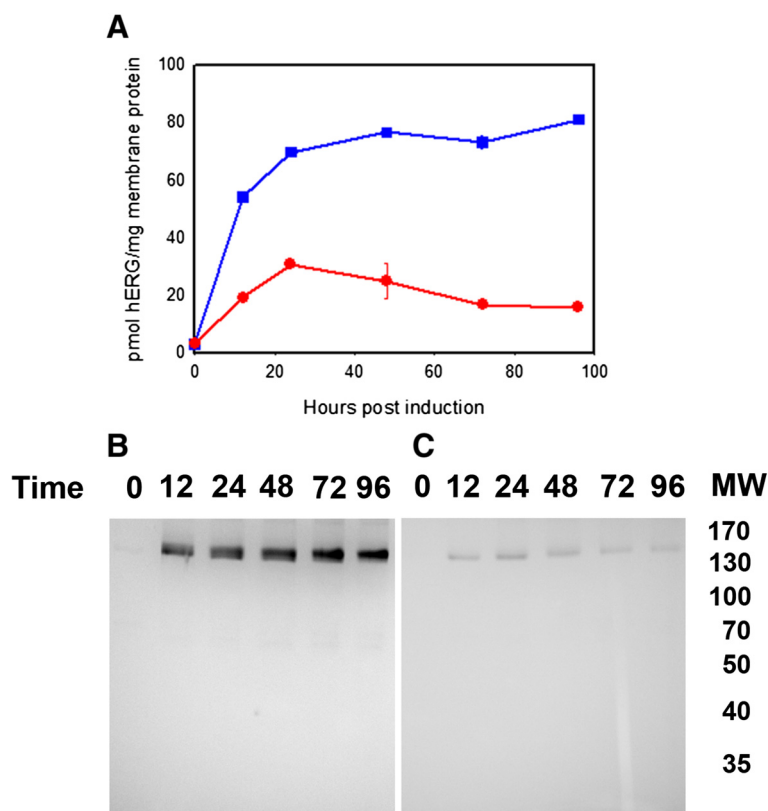 A
pmol hERG/mg membrane protein
100
80
60
40
20
0
0 20 40 60 80 100
Hours post induction
B C
Time 0 12 24 48 72 96 0 12 24 48 72 96 MW
170
130
100
70
50
40
35